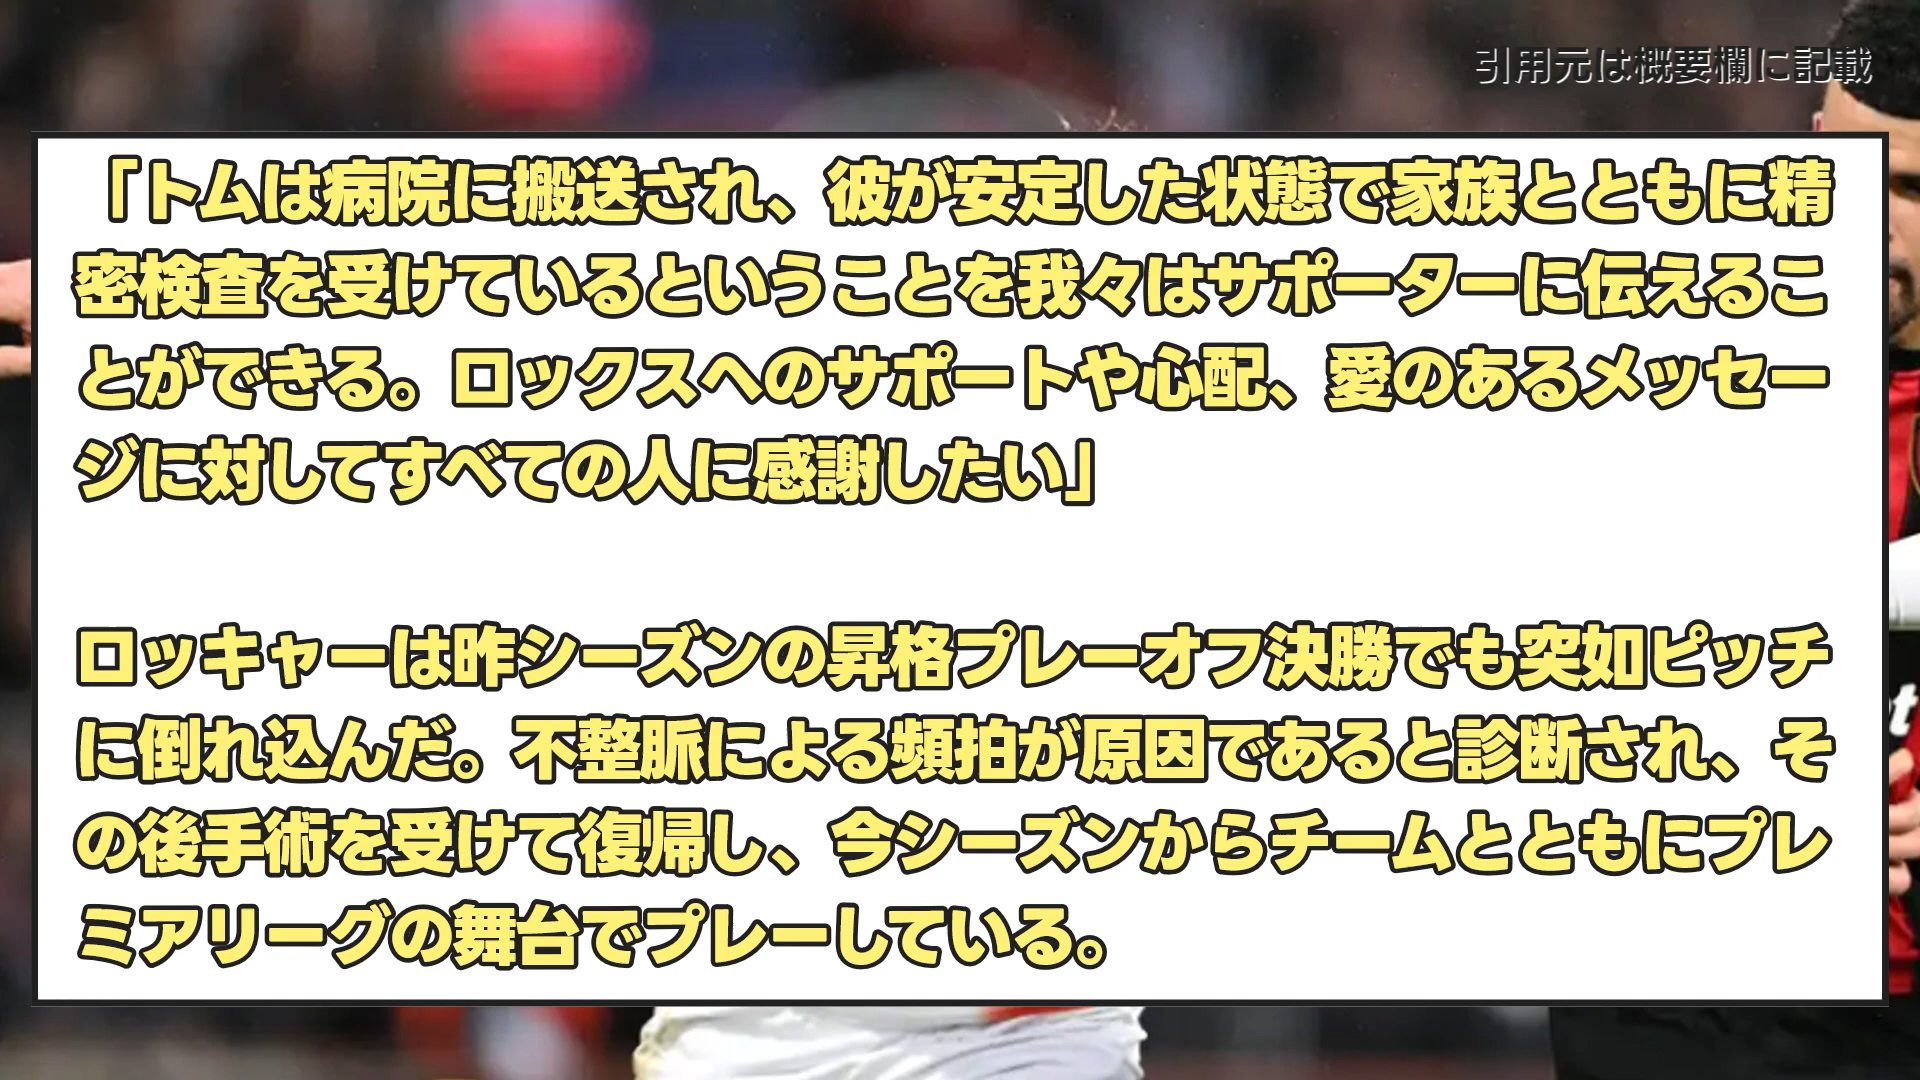 引用元は概要欄に記載
「トムは病院に搬送され、彼が安定した状態で家族とともに精
密検査を受けているということを我々はサポーターに伝えるこ
とができる。ロックスへのサポートや心配、愛のあるメッセー
ジに対してすべての人に感謝したい」
ロッキャーは昨シーズンの昇格プレーオフ決勝でも突如ピッチ
に倒れ込んだ。不整脈による頻拍が原因であると診断され、そ
の後手術を受けて復帰し、今シーズンからチームとともにプレ
ミアリーグの舞台でプレーしている。